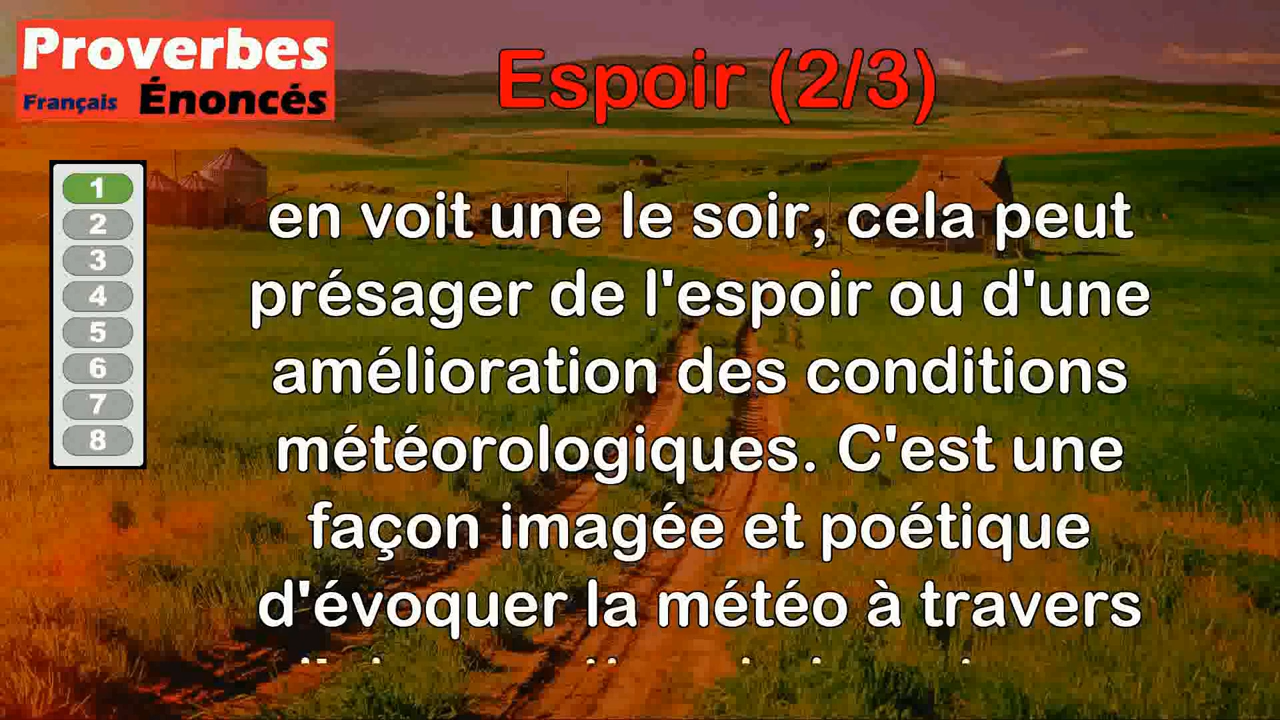 Proverbes
Français Énoncés
Espoir (2/3)
1
2
3
4
5
6
7
8
en voit une le soir, cela peut
présager de l'espoir ou d'une
amélioration des conditions
météorologiques. C'est une
façon imagée et poétique
d'évoquer la météo à travers